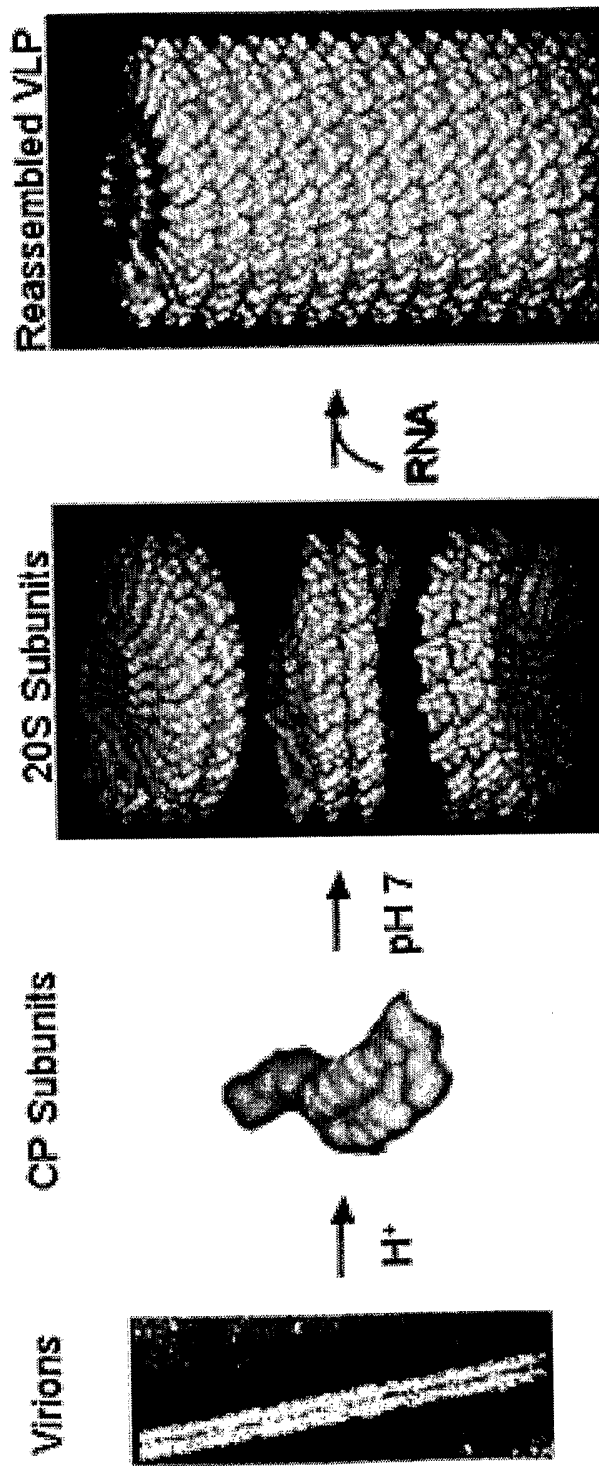 Virions
CP Subunits
20S Subunits
Reassembled VLP
H⁺
pH 7
RNA